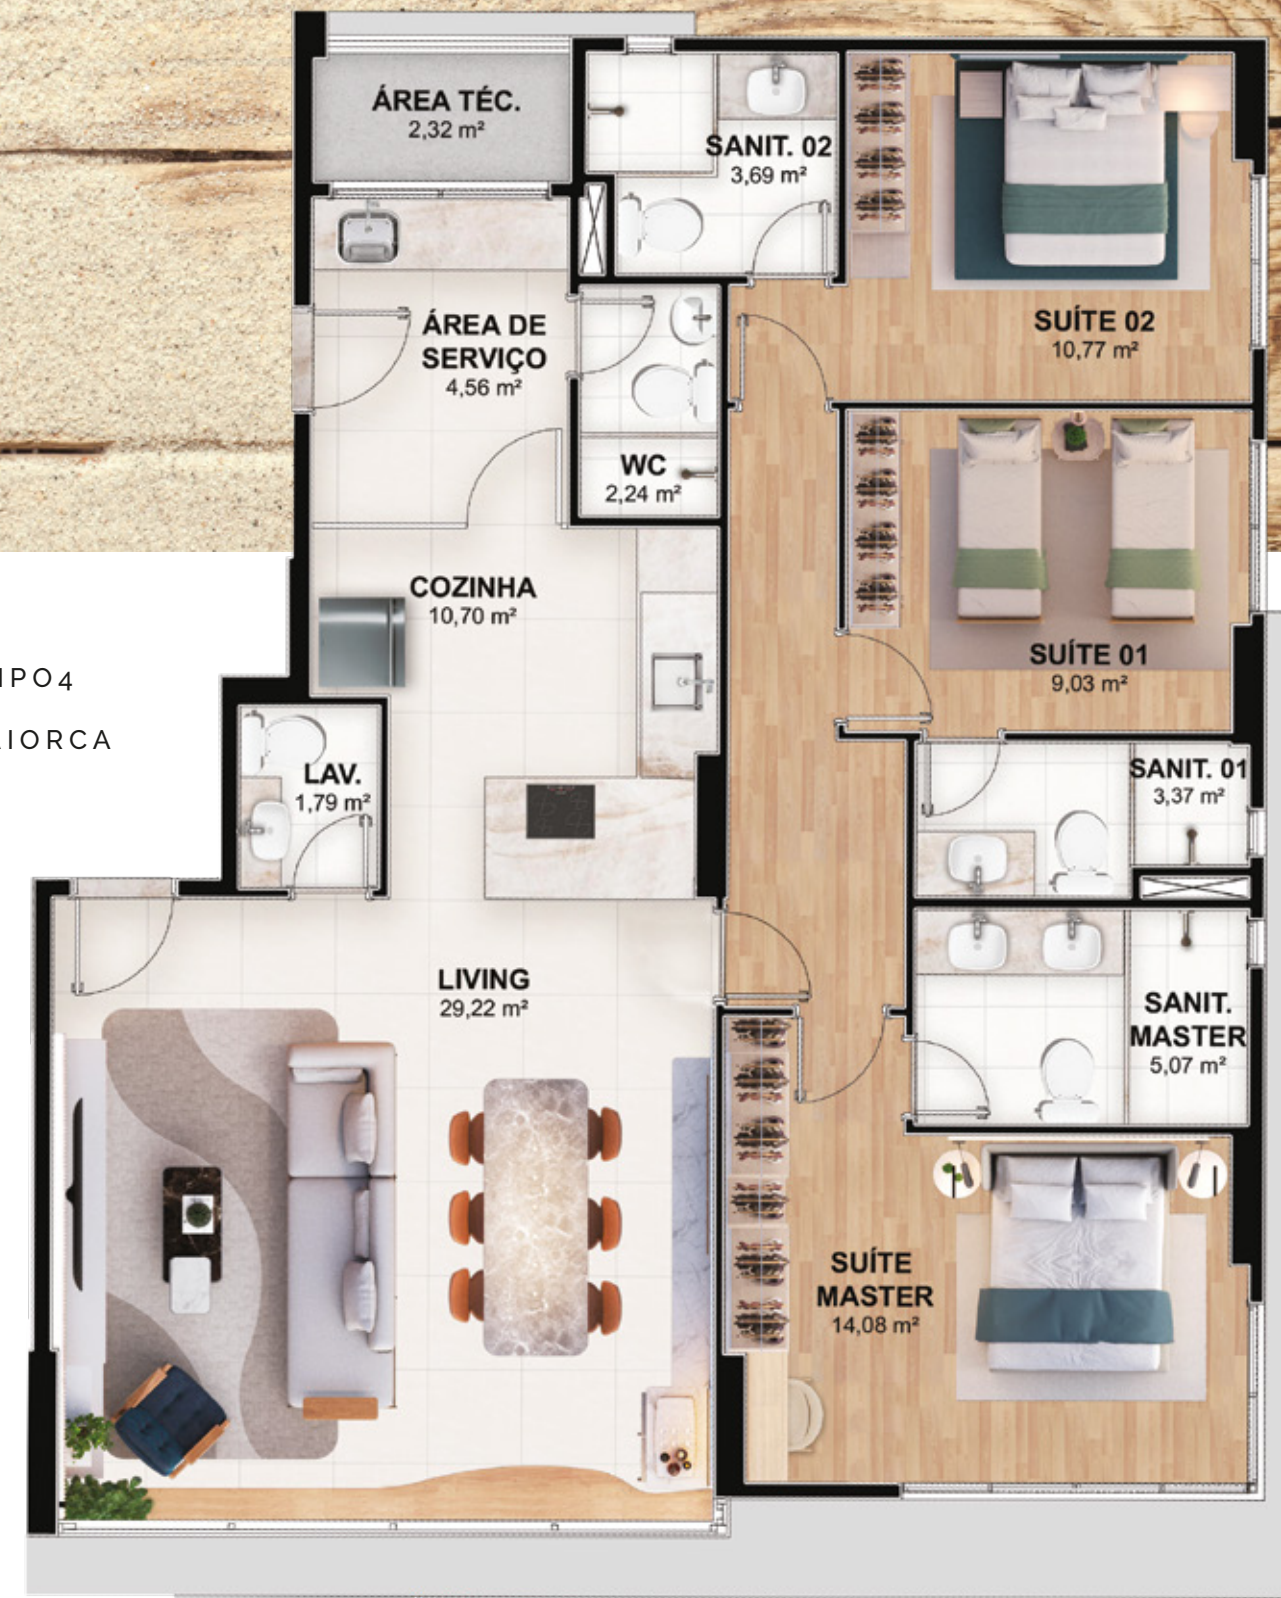 ÁREA TÉC.
2,32 m²
SANIT. 02
3,69 m²
SUÍTE 02
10,77 m²
ÁREA DE
SERVIÇO
4,56 m²
WC
2,24 m²
COZINHA
10,70 m²
SUÍTE 01
9,03 m²
LAV.
1,79 m²
SANIT. 01
3,37 m²
LIVING
29,22 m²
SANIT.
MASTER
5,07 m²
SUÍTE
MASTER
14,08 m²